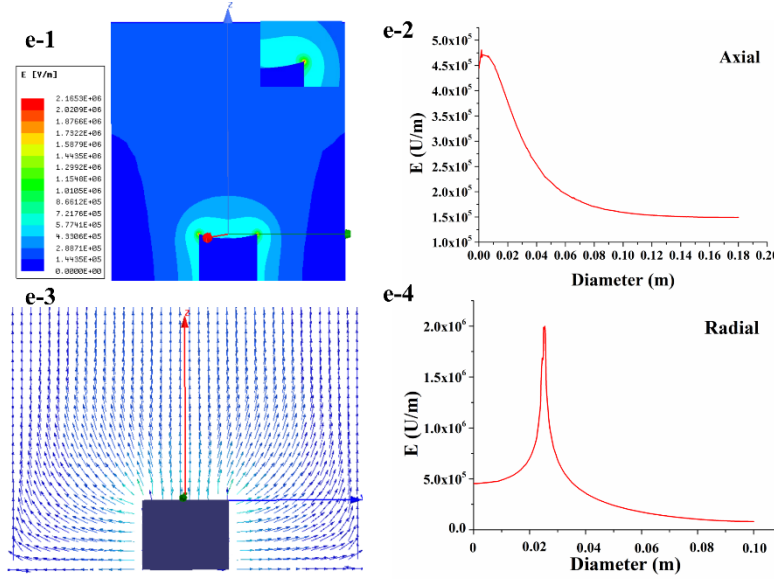 e-1
z
E [V/m]
2.1653E+06
2.0209E+06
1.8766E+06
1.7322E+06
1.5879E+06
1.4435E+06
1.2992E+06
1.1548E+06
1.0105E+06
8.6612E+05
7.2176E+05
5.7741E+05
4.3306E+05
2.8871E+05
1.4435E+05
0.0000E+00
e-2
Axial
E (U/m)
5.0x10⁵
4.5x10⁵
4.0x10⁵
3.5x10⁵
3.0x10⁵
2.5x10⁵
2.0x10⁵
1.5x10⁵
1.0x10⁵
0.00 0.02 0.04 0.06 0.08 0.10 0.12 0.14 0.16 0.18 0.20
Diameter (m)
e-3
z
e-4
Radial
E (U/m)
2.0x10⁶
1.5x10⁶
1.0x10⁶
5.0x10⁵
0.0
0 0.02 0.04 0.06 0.08 0.10
Diameter (m)